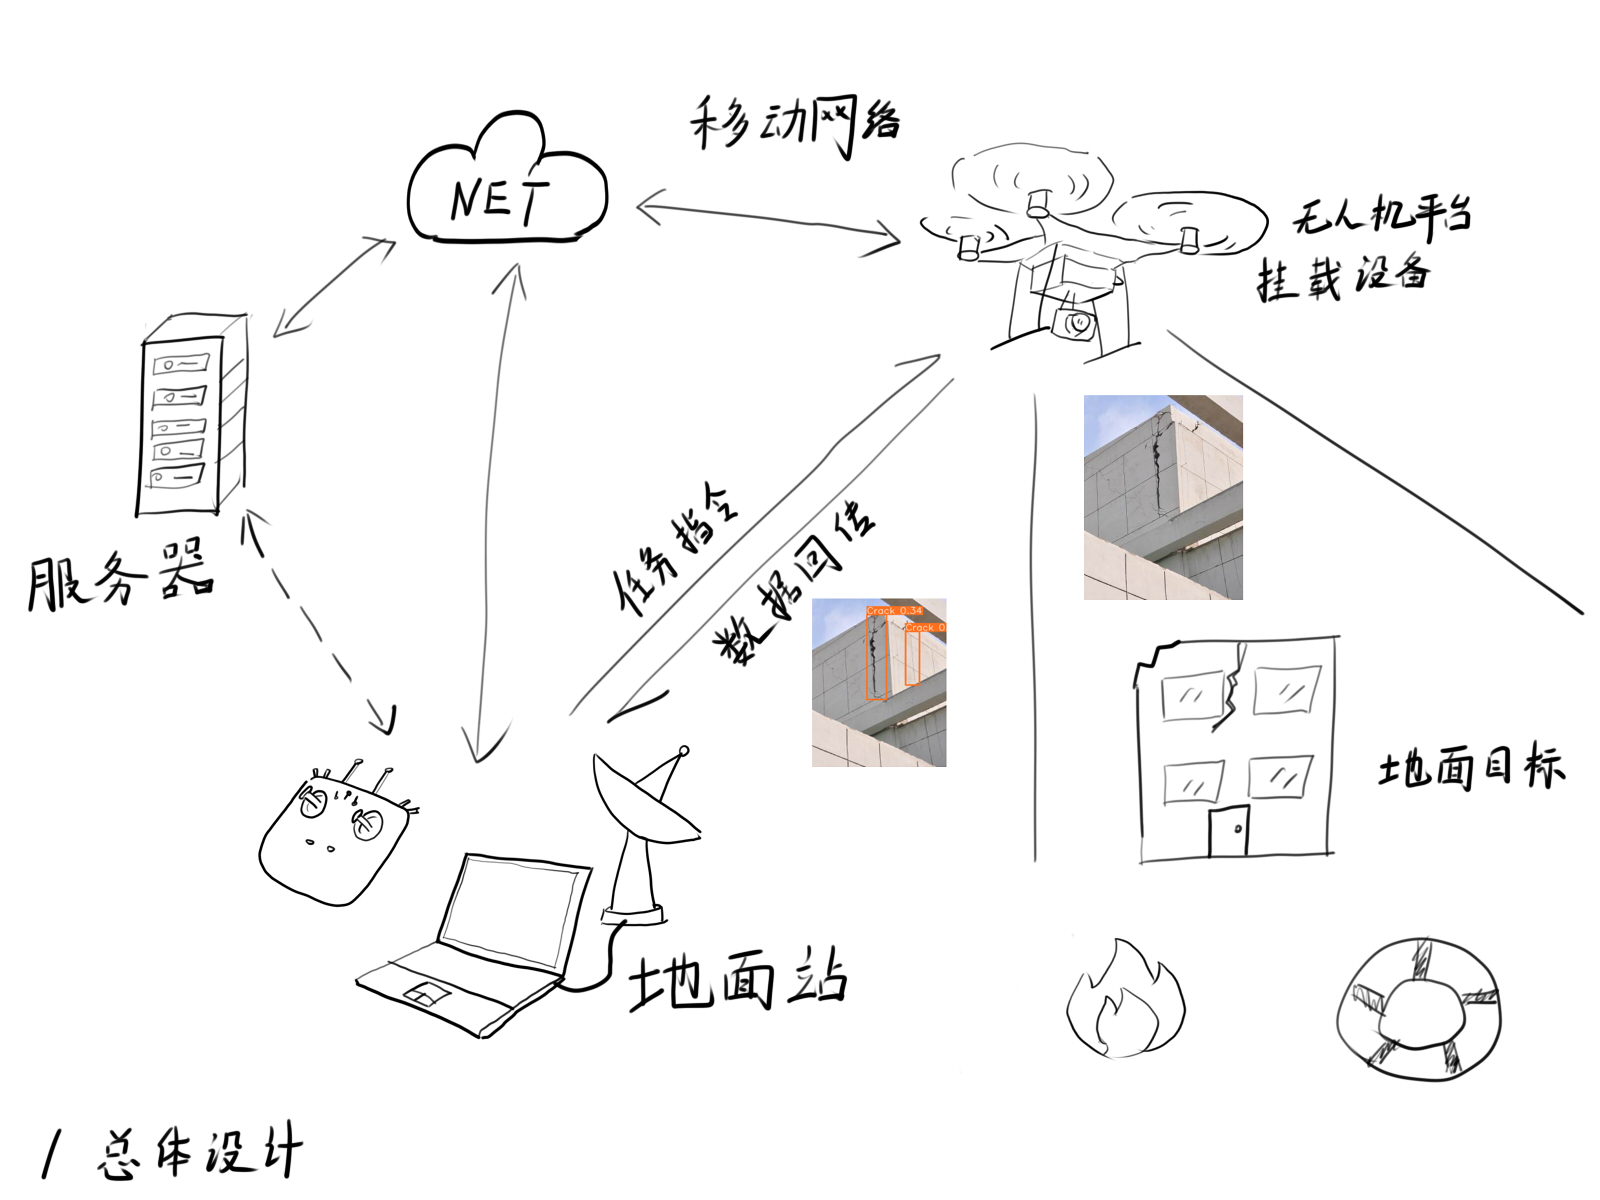 移动网络
NET
无人机平台
挂载设备
服务器
任务指令
数据回传
Crack 0.34
Crack 0.
地面目标
地面站
1 总体设计